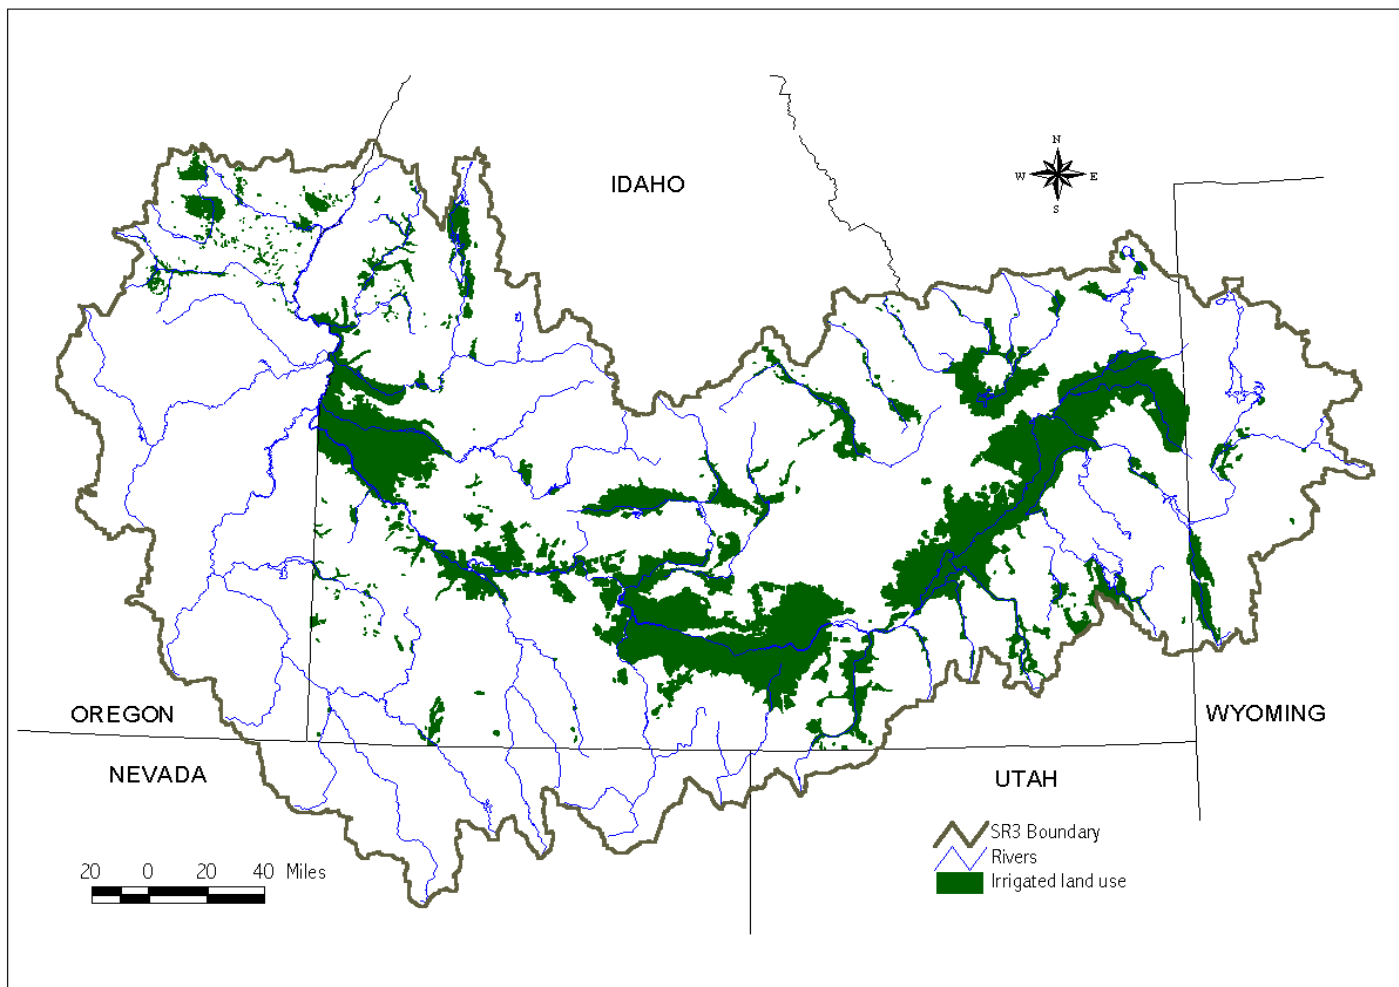 N
IDAHO
W E
S
OREGON
WYOMING
NEVADA
UTAH
SR3 Boundary
Rivers
20 0 20 40 Miles
Irrigated land use